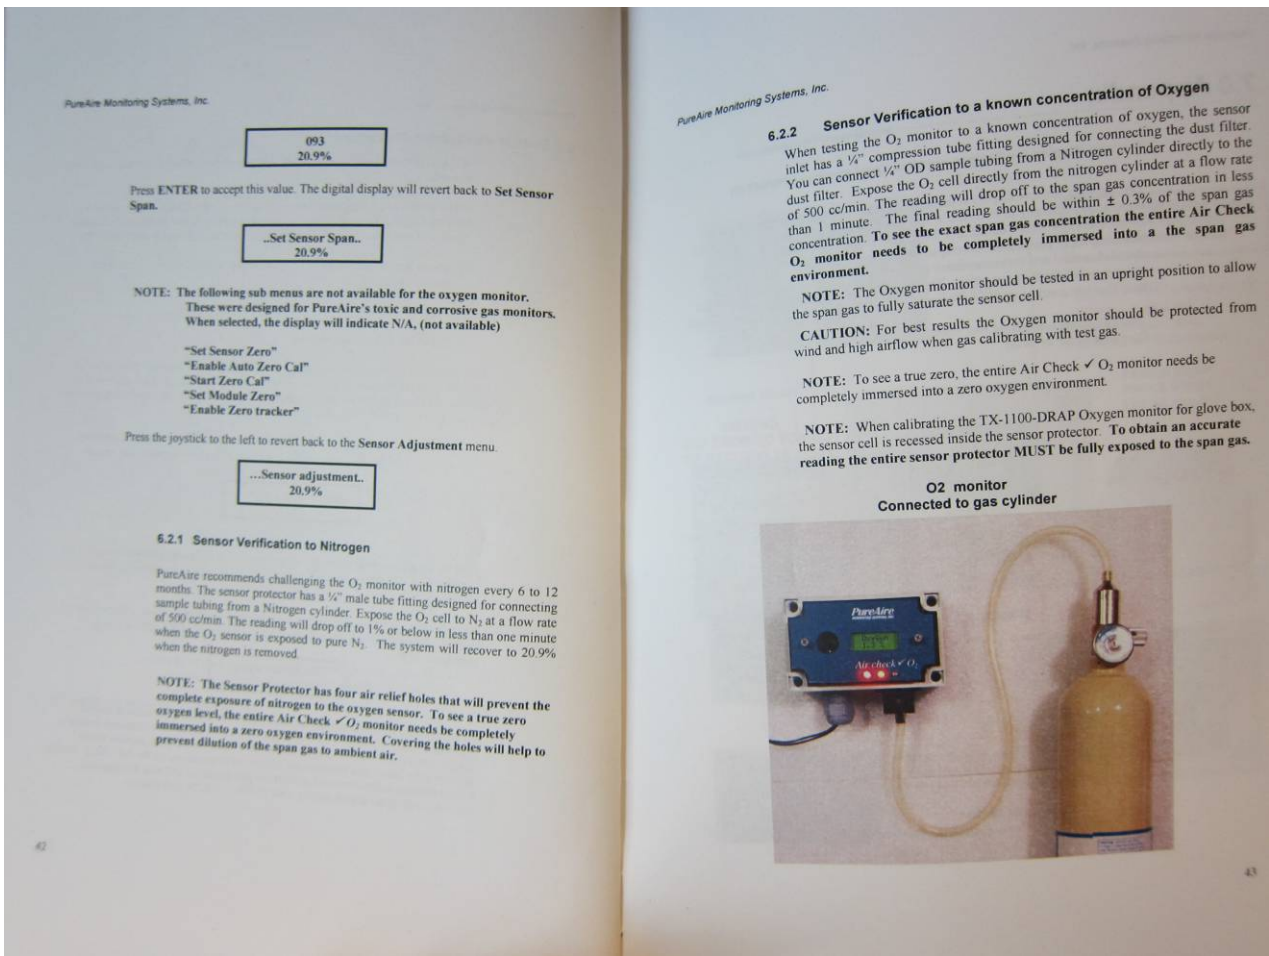 PureAire Monitoring Systems, Inc.
093
20.9%
Press ENTER to accept this value. The digital display will revert back to Set Sensor
Span.
..Set Sensor Span..
20.9%
NOTE: The following sub menus are not available for the oxygen monitor.
These were designed for PureAire's toxic and corrosive gas monitors.
When selected, the display will indicate N/A, (not available)
"Set Sensor Zero"
"Enable Auto Zero Cal"
"Start Zero Cal"
"Set Module Zero"
"Enable Zero tracker"
Press the joystick to the left to revert back to the Sensor Adjustment menu.
...Sensor adjustment..
20.9%
6.2.1 Sensor Verification to Nitrogen
PureAire recommends challenging the O₂ monitor with nitrogen every 6 to 12
months. The sensor protector has a ¼" male tube fitting designed for connecting
sample tubing from a Nitrogen cylinder. Expose the O₂ cell to N₂ at a flow rate
of 500 cc/min. The reading will drop off to 1% or below in less than one minute
when the O₂ sensor is exposed to pure N₂. The system will recover to 20.9%
when the nitrogen is removed.
NOTE: The Sensor Protector has four air relief holes that will prevent the
complete exposure of nitrogen to the oxygen sensor. To see a true zero
oxygen level, the entire Air Check ✓O₂ monitor needs be completely
immersed into a zero oxygen environment. Covering the holes will help to
prevent dilution of the span gas to ambient air.
42
PureAire Monitoring Systems, Inc.
6.2.2 Sensor Verification to a known concentration of Oxygen
When testing the O₂ monitor to a known concentration of oxygen, the sensor
inlet has a ¼" compression tube fitting designed for connecting the dust filter.
You can connect ¼" OD sample tubing from a Nitrogen cylinder directly to the
dust filter. Expose the O₂ cell directly from the nitrogen cylinder at a flow rate
of 500 cc/min. The reading will drop off to the span gas concentration in less
than 1 minute. The final reading should be within ± 0.3% of the span gas
concentration. To see the exact span gas concentration the entire Air Check
O₂ monitor needs to be completely immersed into a the span gas
environment.
NOTE: The Oxygen monitor should be tested in an upright position to allow
the span gas to fully saturate the sensor cell.
CAUTION: For best results the Oxygen monitor should be protected from
wind and high airflow when gas calibrating with test gas.
NOTE: To see a true zero, the entire Air Check ✓ O₂ monitor needs be
completely immersed into a zero oxygen environment.
NOTE: When calibrating the TX-1100-DRAP Oxygen monitor for glove box,
the sensor cell is recessed inside the sensor protector. To obtain an accurate
reading the entire sensor protector MUST be fully exposed to the span gas.
O2 monitor
Connected to gas cylinder
PureAire
Air check ✓ O₂
43